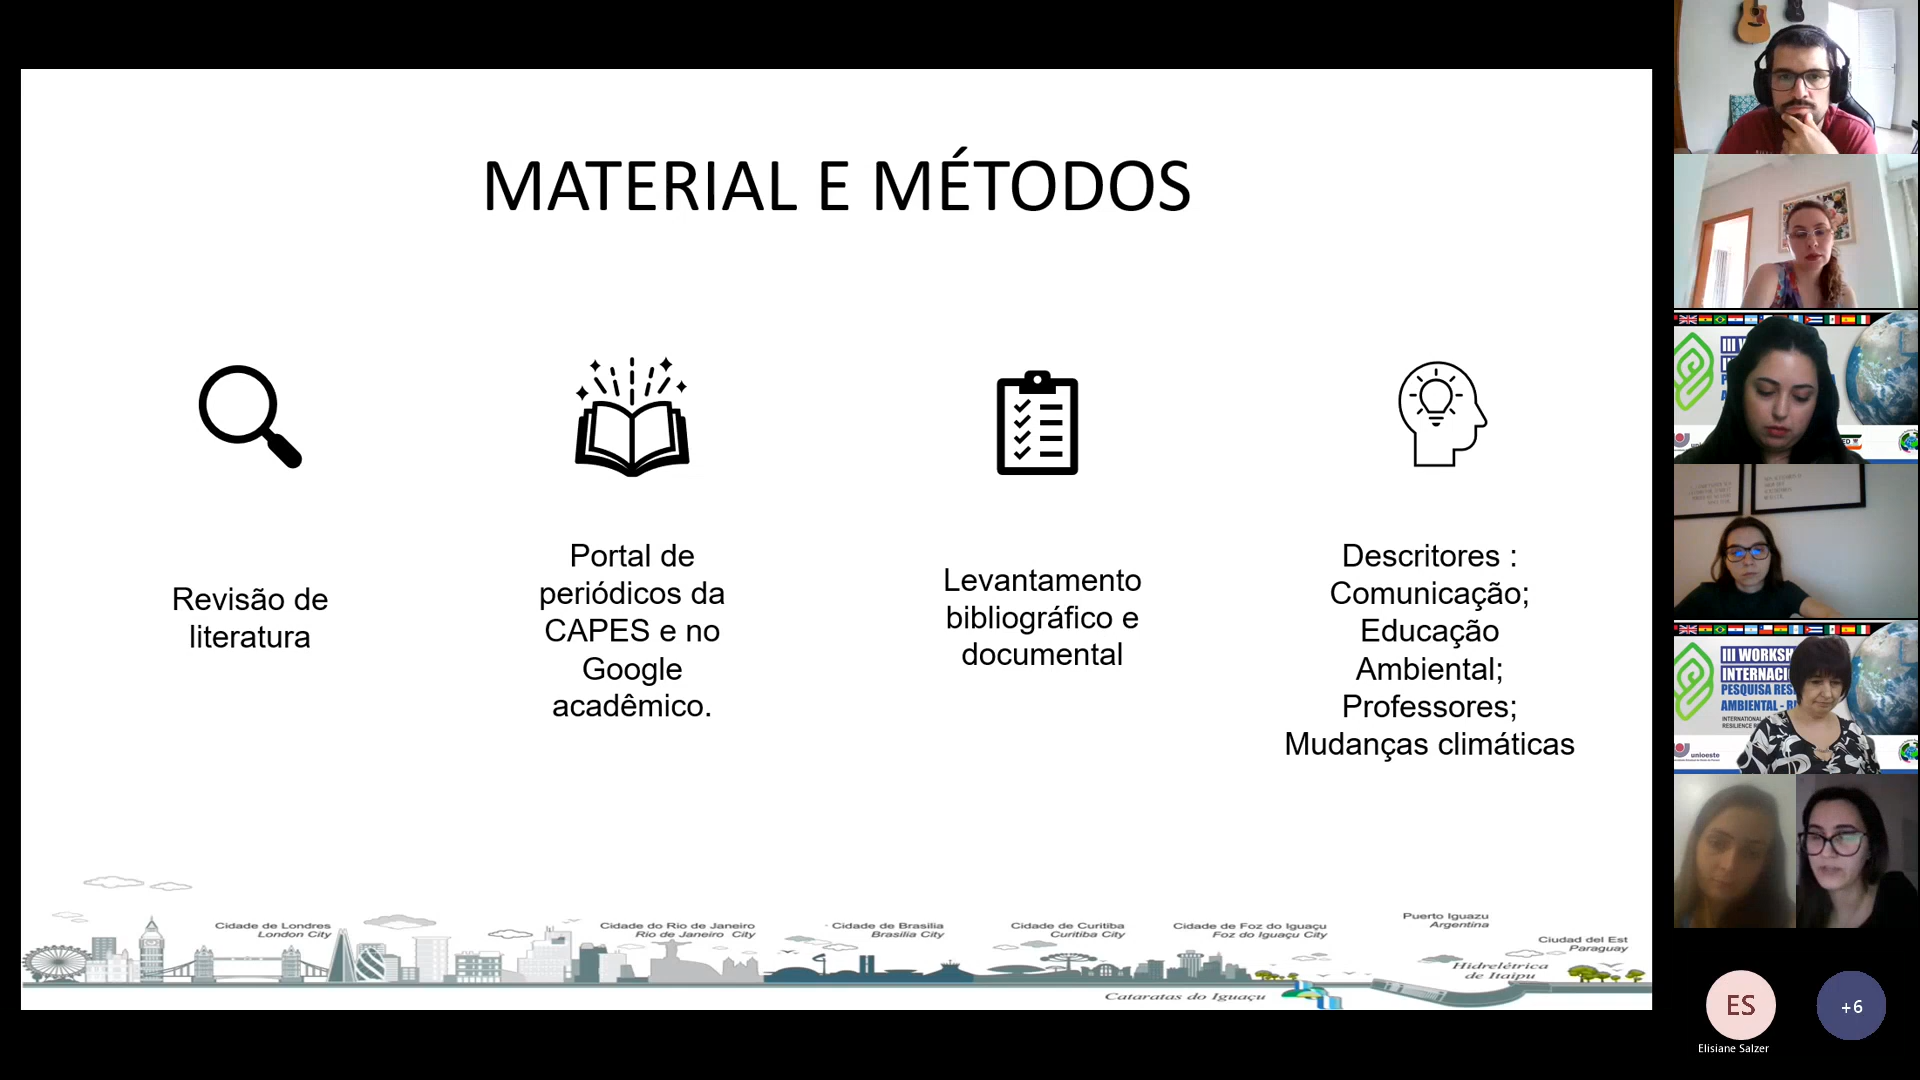 MATERIAL E MÉTODOS
Revisão de
literatura
Portal de
periódicos da
CAPES e no
Google
acadêmico.
Levantamento
bibliográfico e
documental
Descritores :
Comunicação;
Educação
Ambiental;
Professores;
Mudanças climáticas
Cidade de Londres
London City
Cidade do Rio de Janeiro
Rio de Janeiro City
Cidade de Brasilia
Brasilia City
Cidade de Curitiba
Curitiba City
Cidade de Foz do Iguaçu
Foz do Iguçu City
Puerto Iguazu
Argentina
Ciudad del Est
Paraguay
Hidrelétrica
de Itaipu
Cataratas do Iguaçu
III WORKSH
INTERNACI
PESQUISA RES
AMBIENTAL - R
INTERNATIONAL
RESILIENCE R
unioeste
ES
Elisiane Salzer
+6